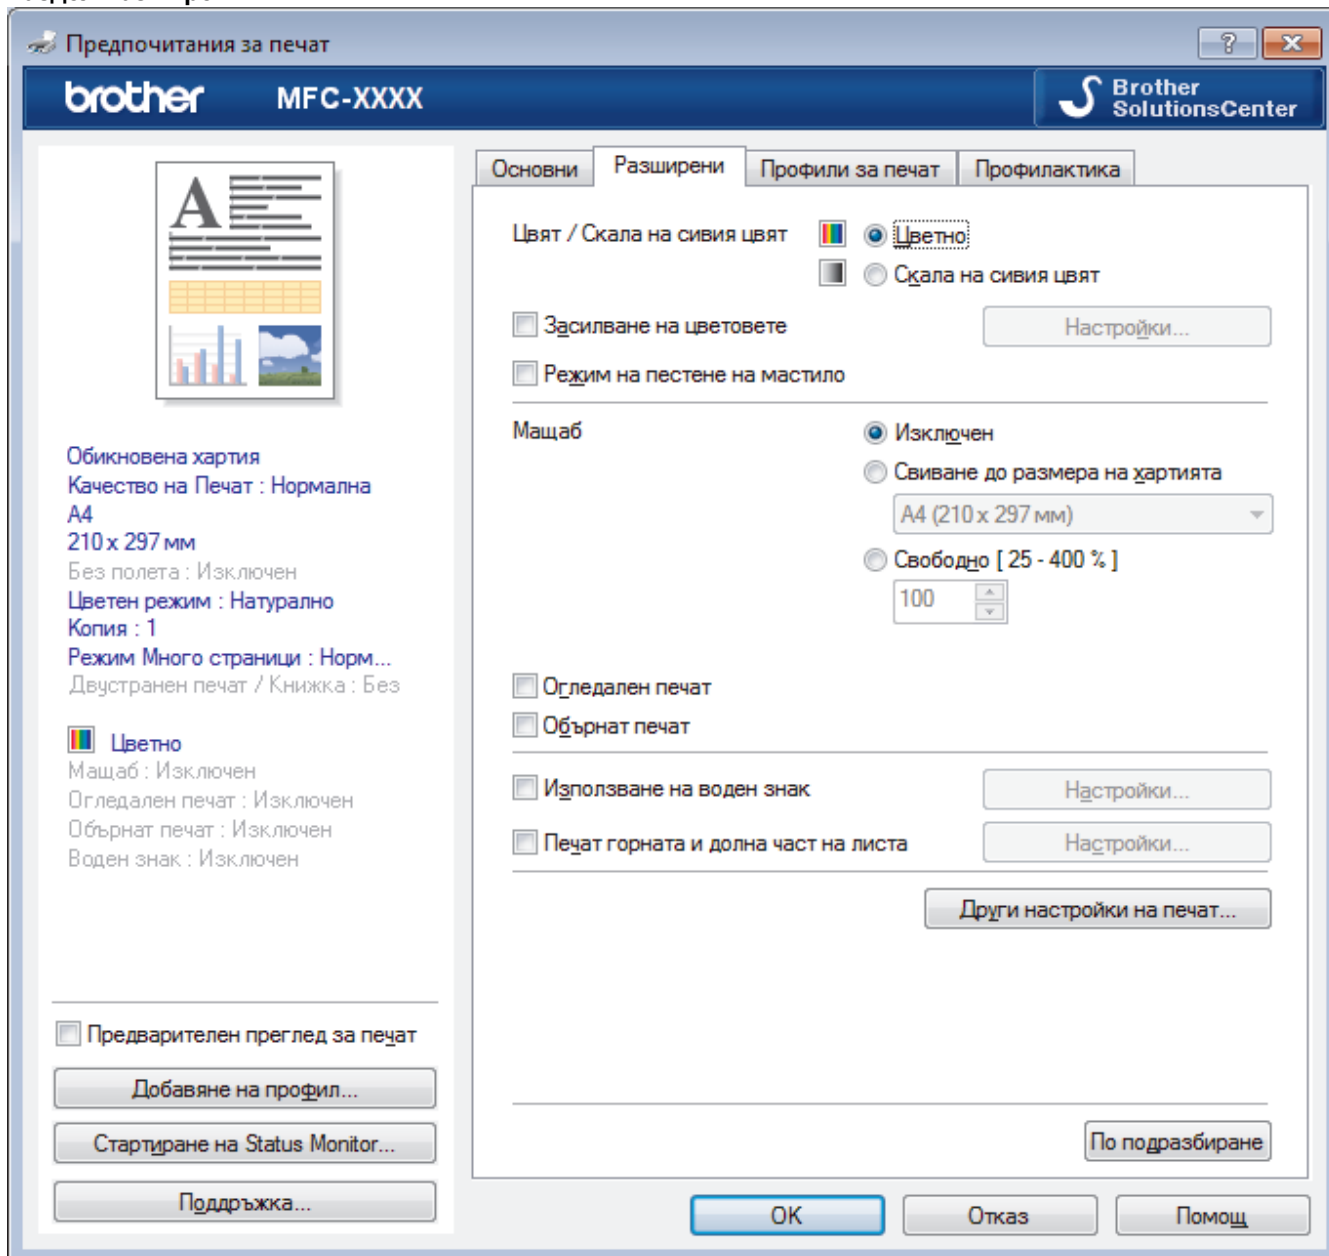 Предпочитания за печат
brother MFC-XXXX
Brother
SolutionsCenter
A
Обикновена хартия
Качество на Печат : Нормална
A4
210 x 297 мм
Без полета : Изключен
Цветен режим : Натурално
Копия : 1
Режим Много страници : Норм...
Двустранен печат / Книжка : Без
Цветно
Мащаб : Изключен
Огледален печат : Изключен
Обърнат печат : Изключен
Воден знак : Изключен
Предварителен преглед за печат
Добавяне на профил...
Стартиране на Status Monitor...
Поддръжка...
Основни Разширени Профили за печат Профилактика
Цвят / Скала на сивия цвят Цветно
Скала на сивия цвят
Засилване на цветовете Настройки...
Режим на пестене на мастило
Мащаб Изключен
Свиване до размера на хартията
A4 (210 x 297 мм)
Свободно [ 25 - 400 % ]
100
Огледален печат
Обърнат печат
Използване на воден знак Настройки...
Печат горната и долна част на листа Настройки...
Други настройки на печат...
По подразбиране
OK Отказ Помощ